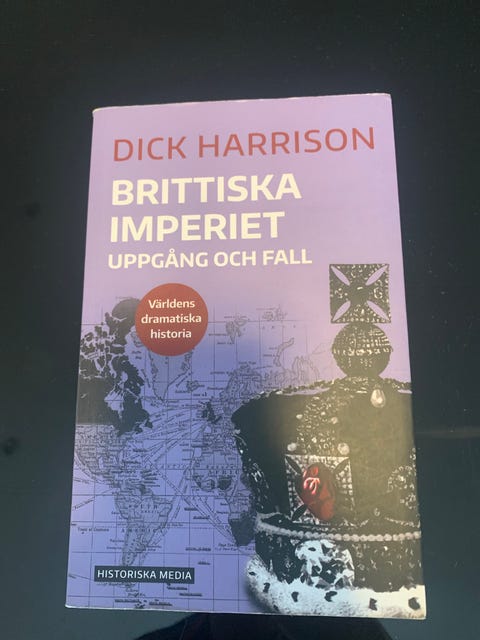 DICK HARRISON
BRITTISKA
IMPERIET
UPPGÅNG OCH FALL
Världens
dramatiska
historia
HISTORISKA MEDIA